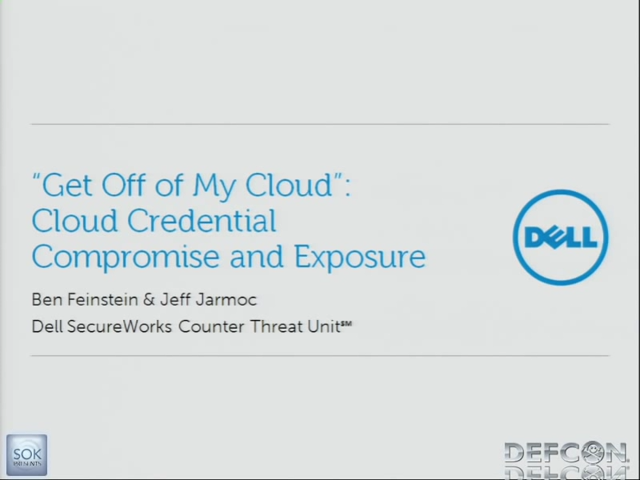 “Get Off of My Cloud”:
Cloud Credential
Compromise and Exposure
DELL
Ben Feinstein & Jeff Jarmoc
Dell SecureWorks Counter Threat Unit℠
SOK
PRESENTS
DEFCON